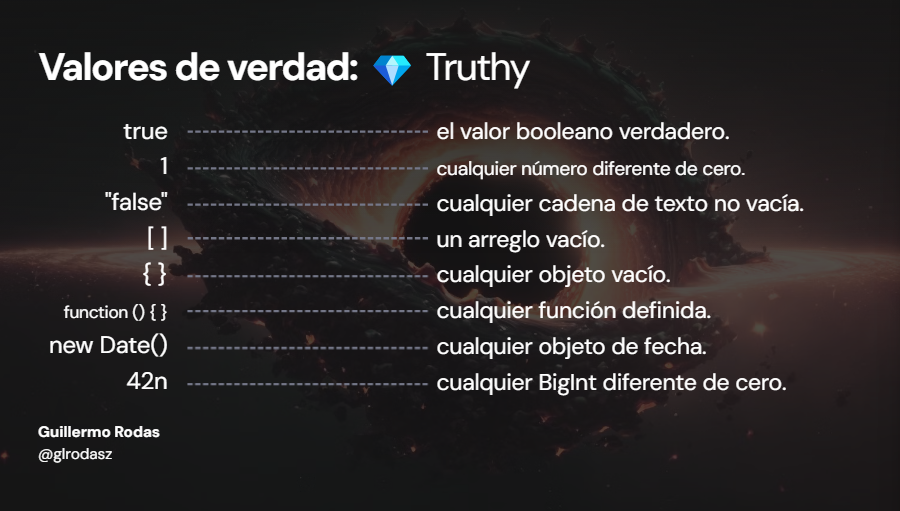 Valores de verdad: 💎 Truthy
true -------------------------------- el valor booleano verdadero.
1 -------------------------------- cualquier número diferente de cero.
"false" -------------------------------- cualquier cadena de texto no vacía.
[ ] -------------------------------- un arreglo vacío.
{ } -------------------------------- cualquier objeto vacío.
function () { } -------------------------------- cualquier función definida.
new Date() -------------------------------- cualquier objeto de fecha.
42n -------------------------------- cualquier BigInt diferente de cero.
Guillermo Rodas
@glrodasz